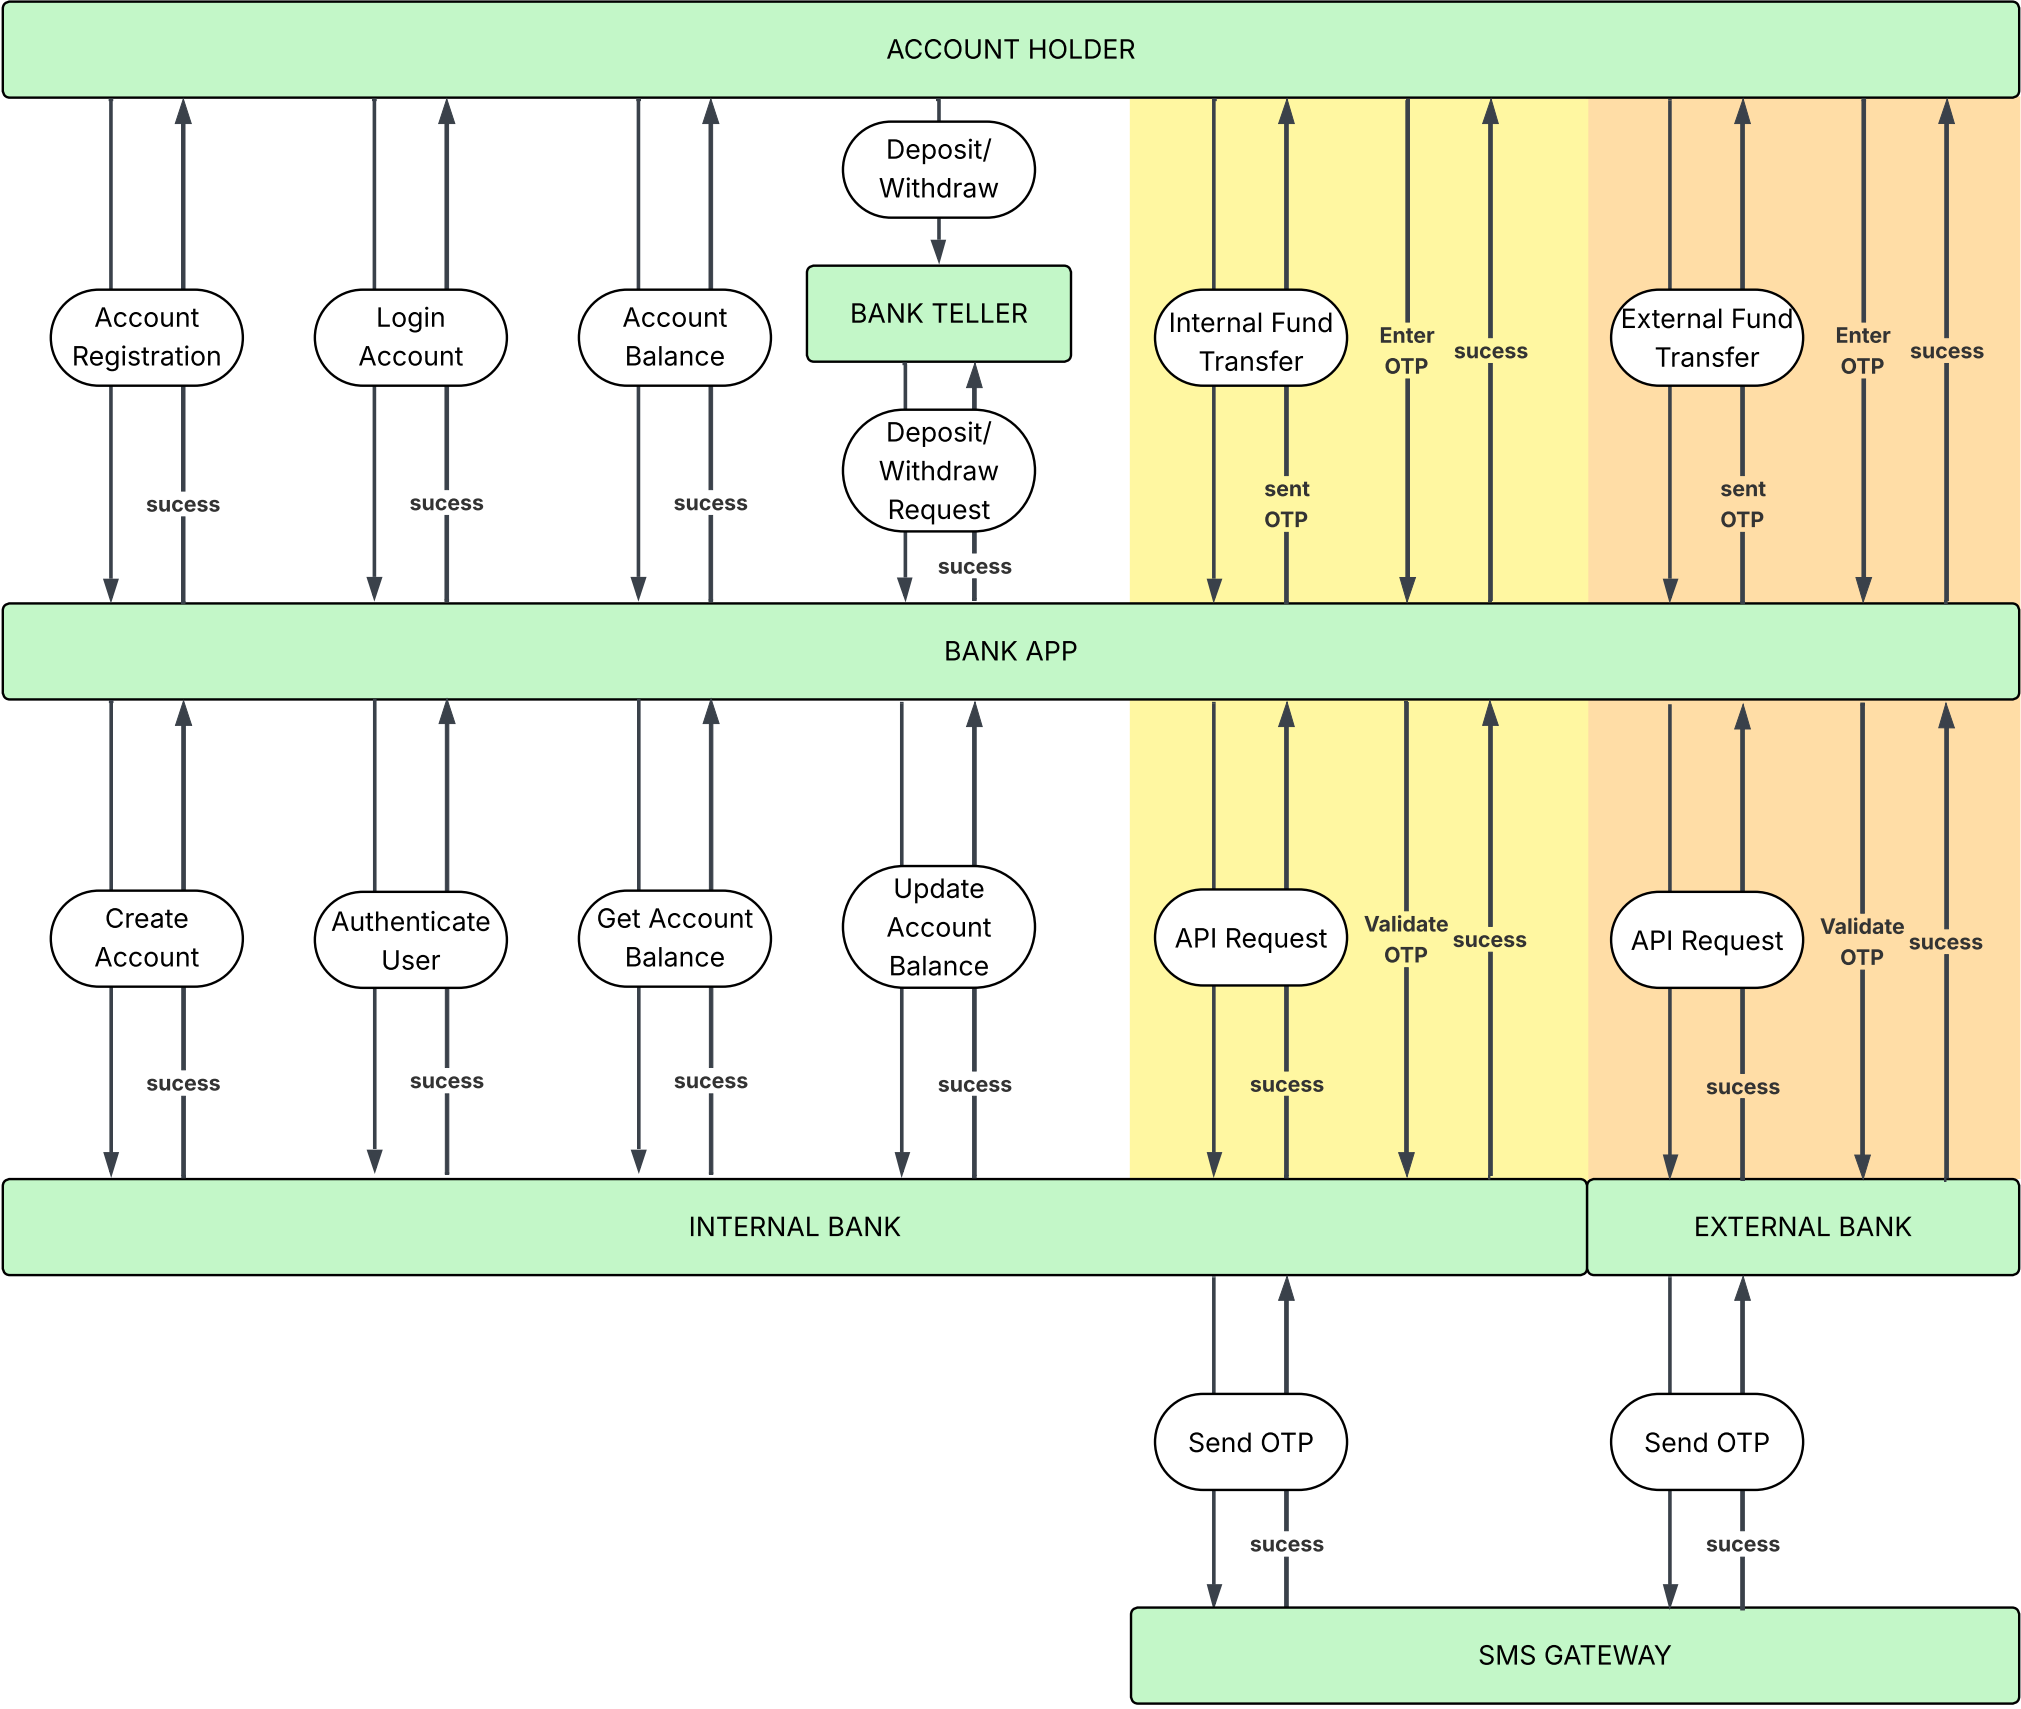 ACCOUNT HOLDER
Deposit/
Withdraw
BANK TELLER
Account
Registration
Login
Account
Account
Balance
Internal Fund
Transfer
Enter
OTP
sucess
External Fund
Transfer
Enter
OTP
sucess
Deposit/
Withdraw
Request
sucess
sucess
sucess
sucess
sent
OTP
sent
OTP
BANK APP
Create
Account
Authenticate
User
Get Account
Balance
Update
Account
Balance
API Request
Validate
OTP
sucess
API Request
Validate
OTP
sucess
sucess
sucess
sucess
sucess
sucess
sucess
INTERNAL BANK
EXTERNAL BANK
Send OTP
Send OTP
sucess
sucess
SMS GATEWAY